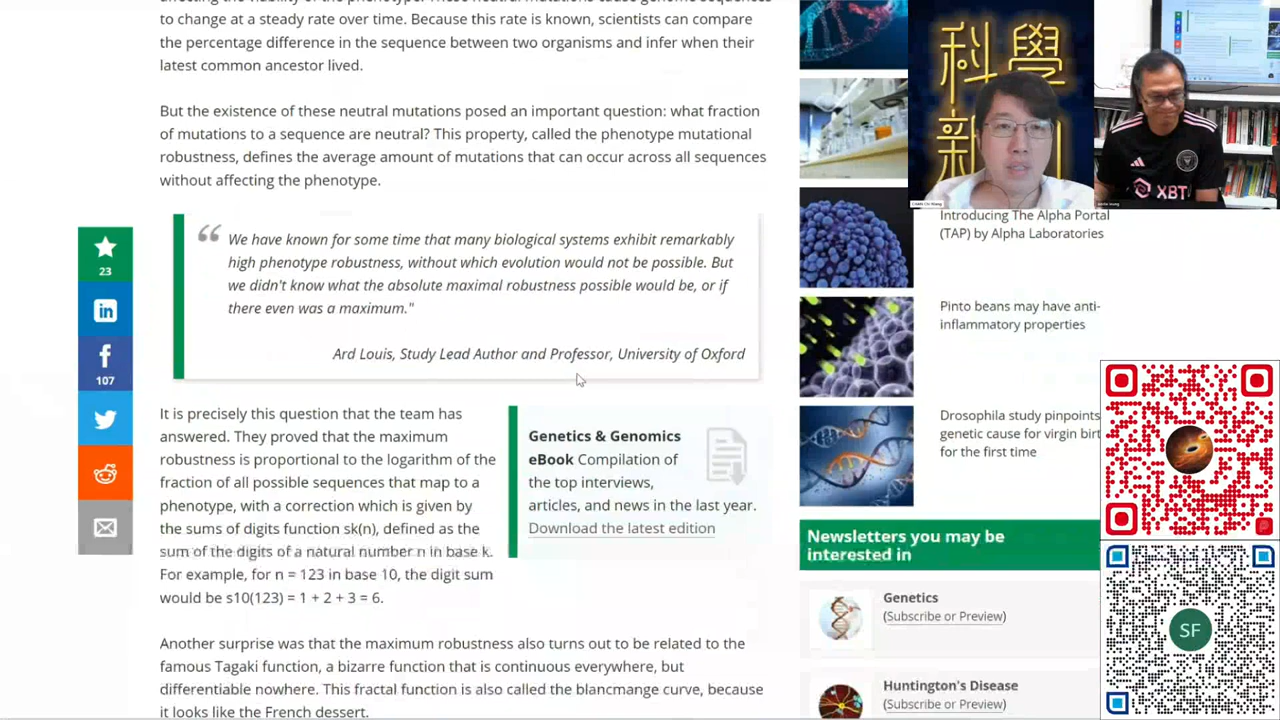 affecting the viability of the phenotype. These neutral mutations cause genome sequences
to change at a steady rate over time. Because this rate is known, scientists can compare
the percentage difference in the sequence between two organisms and infer when their
latest common ancestor lived.
But the existence of these neutral mutations posed an important question: what fraction
of mutations to a sequence are neutral? This property, called the phenotype mutational
robustness, defines the average amount of mutations that can occur across all sequences
without affecting the phenotype.
“ We have known for some time that many biological systems exhibit remarkably
high phenotype robustness, without which evolution would not be possible. But
we didn't know what the absolute maximal robustness possible would be, or if
there even was a maximum."
Ard Louis, Study Lead Author and Professor, University of Oxford
23
in
107
It is precisely this question that the team has
answered. They proved that the maximum
robustness is proportional to the logarithm of the
fraction of all possible sequences that map to a
phenotype, with a correction which is given by
the sums of digits function sk(n), defined as the
sum of the digits of a natural number n in base k.
For example, for n = 123 in base 10, the digit sum
would be s10(123) = 1 + 2 + 3 = 6.
Genetics & Genomics
eBook Compilation of
the top interviews,
articles, and news in the last year.
Download the latest edition
Another surprise was that the maximum robustness also turns out to be related to the
famous Tagaki function, a bizarre function that is continuous everywhere, but
differentiable nowhere. This fractal function is also called the blancmange curve, because
it looks like the French dessert.
Introducing The Alpha Portal
(TAP) by Alpha Laboratories
Pinto beans may have anti-
inflammatory properties
Drosophila study pinpoints
genetic cause for virgin birt
for the first time
Newsletters you may be
interested in
Genetics
(Subscribe or Preview)
Huntington's Disease
(Subscribe or Preview)
科學
新
XBT
SF